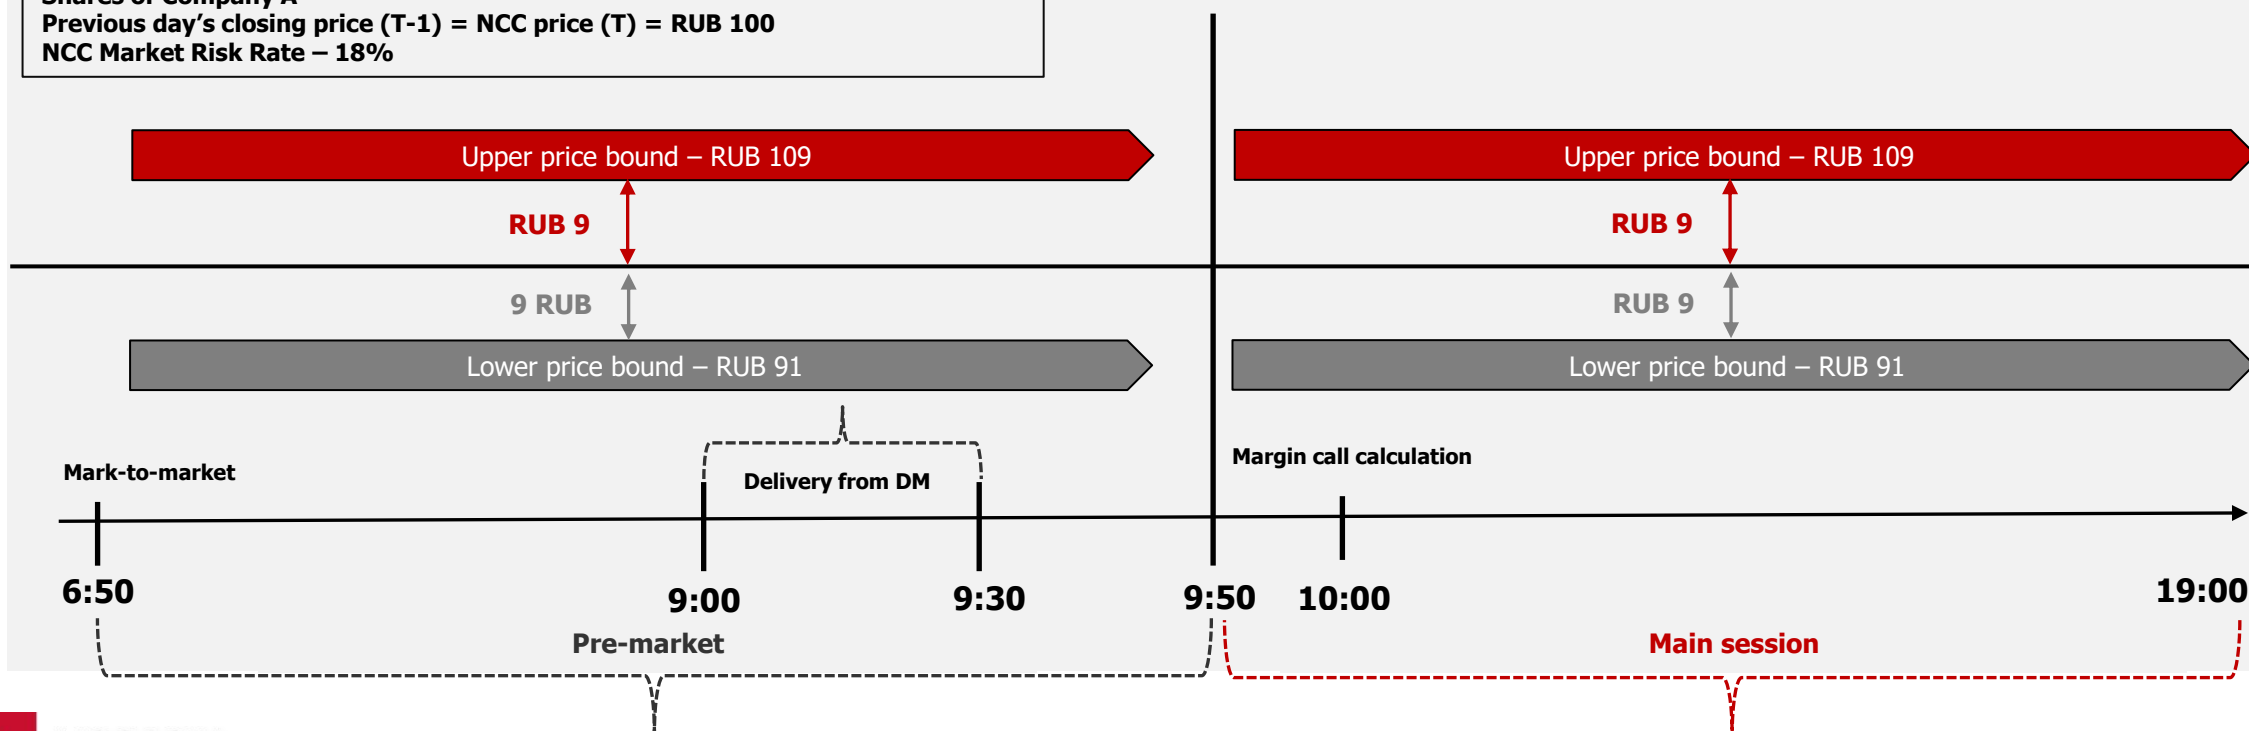 Shares of Company A
Previous day's closing price (T-1) = NCC price (T) = RUB 100
NCC Market Risk Rate – 18%
Upper price bound – RUB 109
Upper price bound – RUB 109
RUB 9
RUB 9
9 RUB
RUB 9
Lower price bound – RUB 91
Lower price bound – RUB 91
Mark-to-market
Delivery from DM
Margin call calculation
6:50
9:00
9:30
9:50
10:00
19:00
Pre-market
Main session